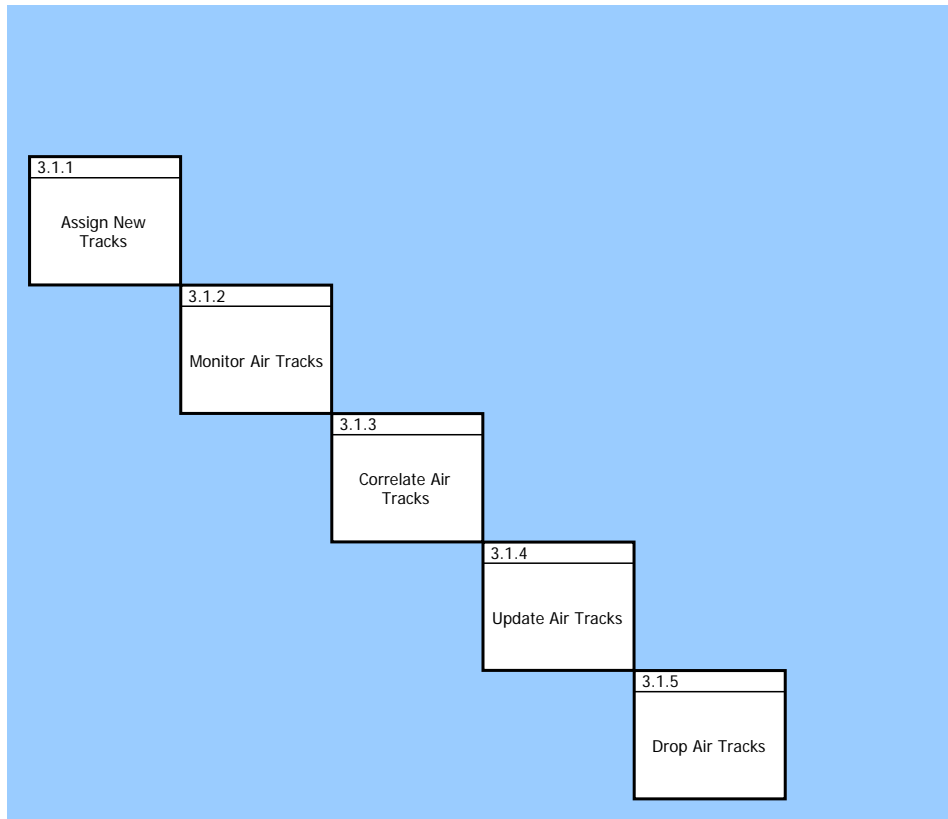 3.1.1
Assign New
Tracks
3.1.2
Monitor Air Tracks
3.1.3
Correlate Air
Tracks
3.1.4
Update Air Tracks
3.1.5
Drop Air Tracks